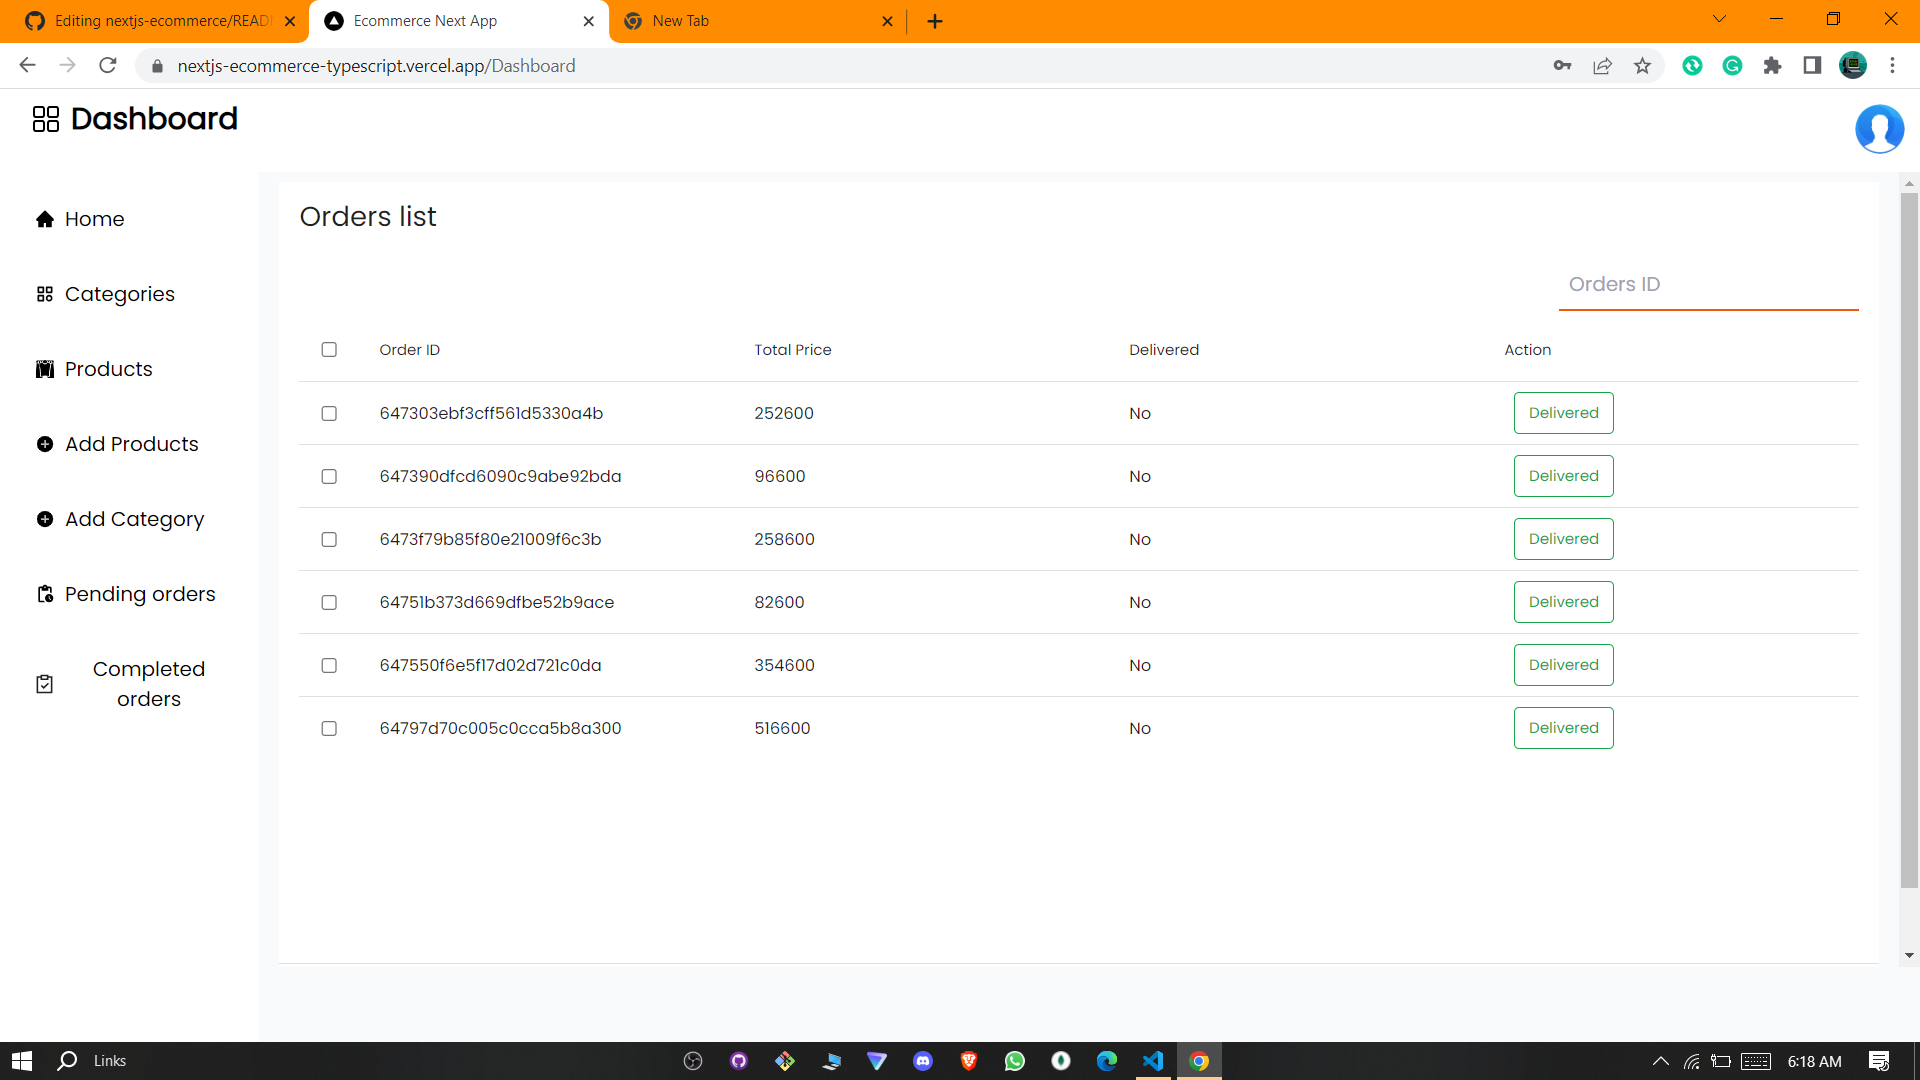 Editing nextjs-ecommerce/READ
Ecommerce Next App
New Tab
nextjs-ecommerce-typescript.vercel.app/Dashboard
Dashboard
Home
Categories
Products
Add Products
Add Category
Pending orders
Completed
orders
Orders list
Orders ID
Order ID Total Price Delivered Action
647303ebf3cff561d5330a4b 252600 No Delivered
647390dfcd6090c9abe92bda 96600 No Delivered
6473f79b85f80e21009f6c3b 258600 No Delivered
64751b373d669dfbe52b9ace 82600 No Delivered
647550f6e5f17d02d721c0da 354600 No Delivered
64797d70c005c0cca5b8a300 516600 No Delivered
Links
6:18 AM